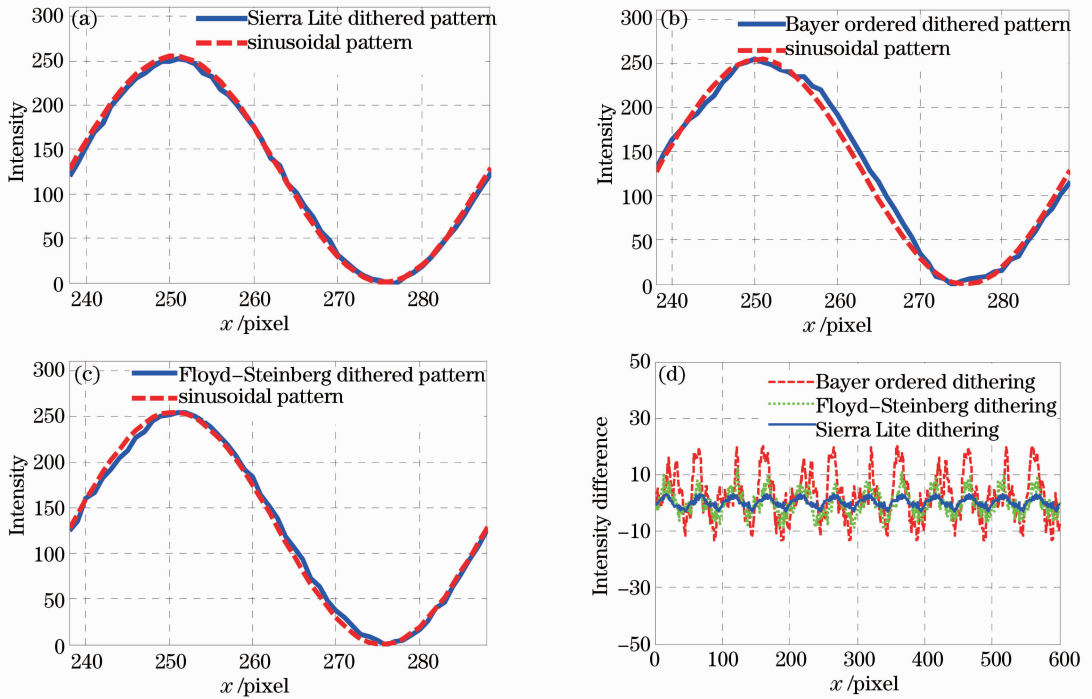 (a)
Sierra Lite dithered pattern
sinusoidal pattern
300
250
200
150
100
50
0
Intensity
240
250
260
270
280
x /pixel
(b)
Bayer ordered dithered pattern
sinusoidal pattern
300
250
200
150
100
50
0
Intensity
240
250
260
270
280
x /pixel
(c)
Floyd−Steinberg dithered pattern
sinusoidal pattern
300
250
200
150
100
50
0
Intensity
240
250
260
270
280
x /pixel
(d)
Bayer ordered dithering
Floyd−Steinberg dithering
Sierra Lite dithering
50
30
10
−10
−30
−50
Intensity difference
0
100
200
300
400
500
600
x /pixel